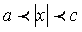 a ≺ |x| ≺ c